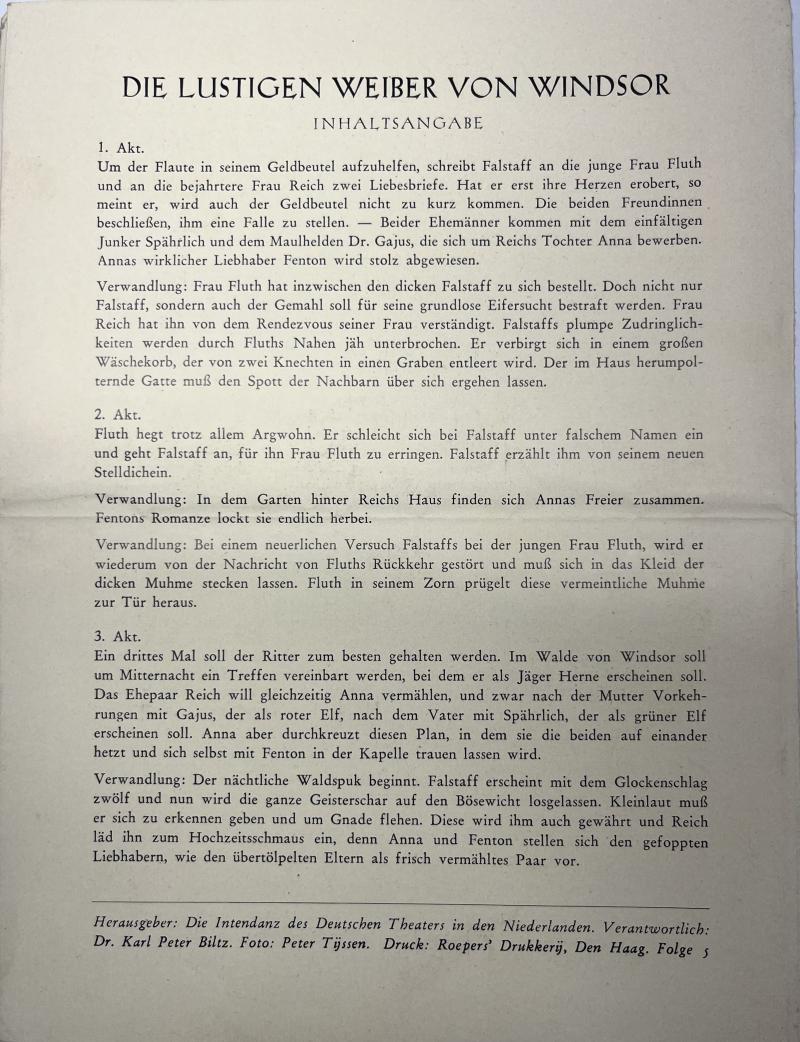 DIE LUSTIGEN WEIBER VON WINDSOR
INHALTSANGABE
1. Akt.
Um der Flaute in seinem Geldbeutel aufzuhelfen, schreibt Falstaff an die junge Frau Fluth
und an die bejahrtere Frau Reich zwei Liebesbriefe. Hat er erst ihre Herzen erobert, so
meint er, wird auch der Geldbeutel nicht zu kurz kommen. Die beiden Freundinnen
beschließen, ihm eine Falle zu stellen. — Beider Ehemänner kommen mit dem einfältigen
Junker Spährlich und dem Maulhelden Dr. Gajus, die sich um Reichs Tochter Anna bewerben.
Annas wirklicher Liebhaber Fenton wird stolz abgewiesen.
Verwandlung: Frau Fluth hat inzwischen den dicken Falstaff zu sich bestellt. Doch nicht nur
Falstaff, sondern auch der Gemahl soll für seine grundlose Eifersucht bestraft werden. Frau
Reich hat ihn von dem Rendezvous seiner Frau verständigt. Falstaffs plumpe Zudringlich-
keiten werden durch Fluths Nahen jäh unterbrochen. Er verbirgt sich in einem großen
Wäschekorb, der von zwei Knechten in einen Graben entleert wird. Der im Haus herumpol-
ternde Gatte muß den Spott der Nachbarn über sich ergehen lassen.
2. Akt.
Fluth hegt trotz allem Argwohn. Er schleicht sich bei Falstaff unter falschem Namen ein
und geht Falstaff an, für ihn Frau Fluth zu erringen. Falstaff erzählt ihm von seinem neuen
Stelldichein.
Verwandlung: In dem Garten hinter Reichs Haus finden sich Annas Freier zusammen.
Fentons Romanze lockt sie endlich herbei.
Verwandlung: Bei einem neuerlichen Versuch Falstaffs bei der jungen Frau Fluth, wird er
wiederum von der Nachricht von Fluths Rückkehr gestört und muß sich in das Kleid der
dicken Muhme stecken lassen. Fluth in seinem Zorn prügelt diese vermeintliche Muhme
zur Tür heraus.
3. Akt.
Ein drittes Mal soll der Ritter zum besten gehalten werden. Im Walde von Windsor soll
um Mitternacht ein Treffen vereinbart werden, bei dem er als Jäger Herne erscheinen soll.
Das Ehepaar Reich will gleichzeitig Anna vermählen, und zwar nach der Mutter Vorkeh-
rungen mit Gajus, der als roter Elf, nach dem Vater mit Spährlich, der als grüner Elf
erscheinen soll. Anna aber durchkreuzt diesen Plan, in dem sie die beiden auf einander
hetzt und sich selbst mit Fenton in der Kapelle trauen lassen wird.
Verwandlung: Der nächtliche Waldspuk beginnt. Falstaff erscheint mit dem Glockenschlag
zwölf und nun wird die ganze Geisterschar auf den Bösewicht losgelassen. Kleinlaut muß
er sich zu erkennen geben und um Gnade flehen. Diese wird ihm auch gewährt und Reich
läd ihn zum Hochzeitsschmaus ein, denn Anna und Fenton stellen sich den gefoppten
Liebhabern, wie den übertölpelten Eltern als frisch vermähltes Paar vor.
Herausgeber: Die Intendanz des Deutschen Theaters in den Niederlanden. Verantwortlich:
Dr. Karl Peter Biltz. Foto: Peter Tijssen. Druck: Roepers' Drukkerij, Den Haag. Folge 5